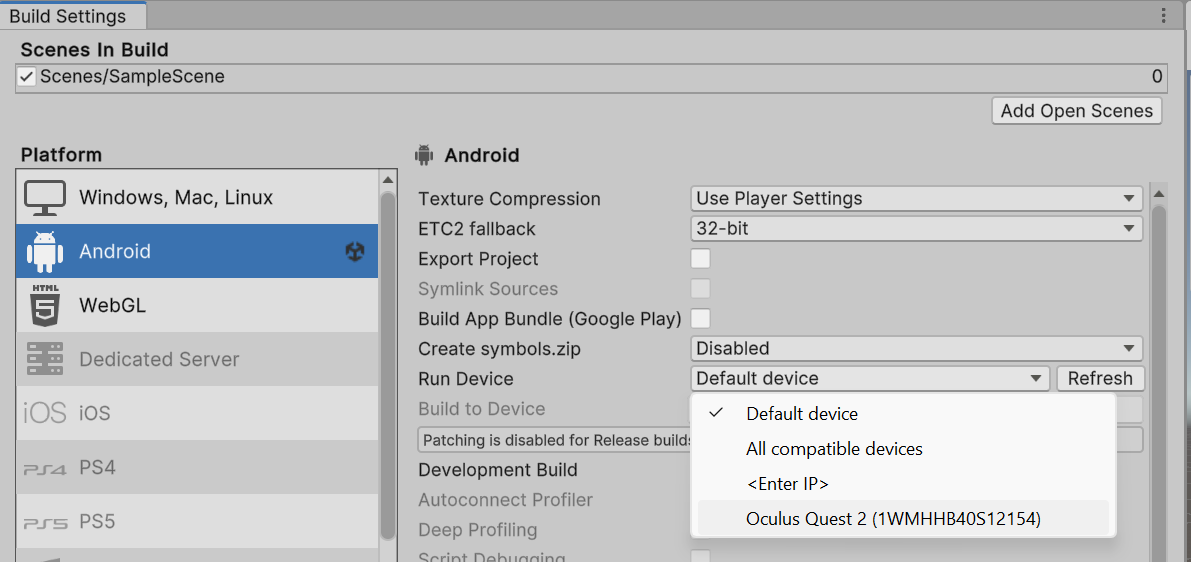 Build Settings
Scenes In Build
Scenes/SampleScene 0
Add Open Scenes
Platform
Windows, Mac, Linux
Android
HTML
5
WebGL
Dedicated Server
iOS iOS
PS4 PS4
PS5 PS5
Android
Texture Compression Use Player Settings
ETC2 fallback 32-bit
Export Project
Symlink Sources
Build App Bundle (Google Play)
Create symbols.zip Disabled
Run Device Default device Refresh
Build to Device
Patching is disabled for Release builds
Development Build
Autoconnect Profiler
Deep Profiling
Script Debugging
Default device
All compatible devices
<Enter IP>
Oculus Quest 2 (1WMHHB40S12154)